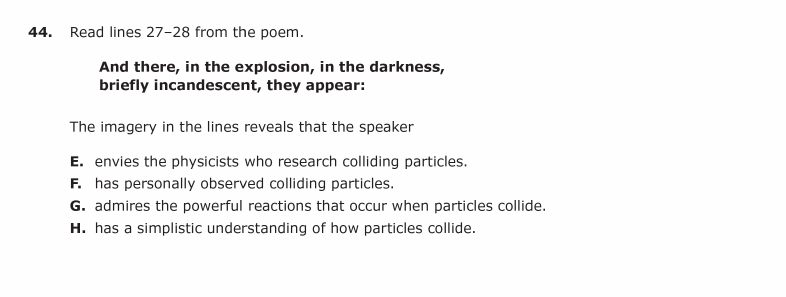 44. Read lines 27–28 from the poem.
And there, in the explosion, in the darkness,
briefly incandescent, they appear:
The imagery in the lines reveals that the speaker
E. envies the physicists who research colliding particles.
F. has personally observed colliding particles.
G. admires the powerful reactions that occur when particles collide.
H. has a simplistic understanding of how particles collide.